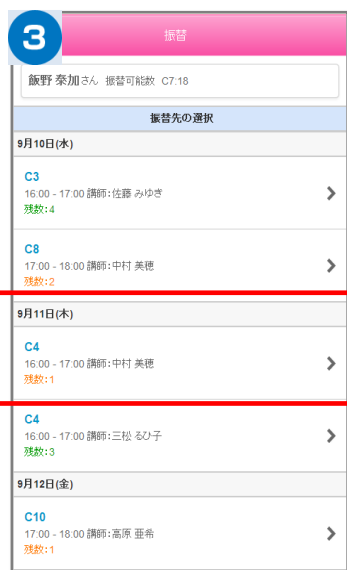 3
振替
飯野 奈加さん 振替可能数 C7:18
振替先の選択
9月10日(水)
C3
16:00 - 17:00 講師:佐藤 みゆき
残数:4
C8
17:00 - 18:00 講師:中村 美穂
残数:2
9月11日(木)
C4
16:00 - 17:00 講師:中村 美穂
残数:1
C4
16:00 - 17:00 講師:三松 るひ子
残数:3
9月12日(金)
C10
17:00 - 18:00 講師:高原 亜希
残数:1